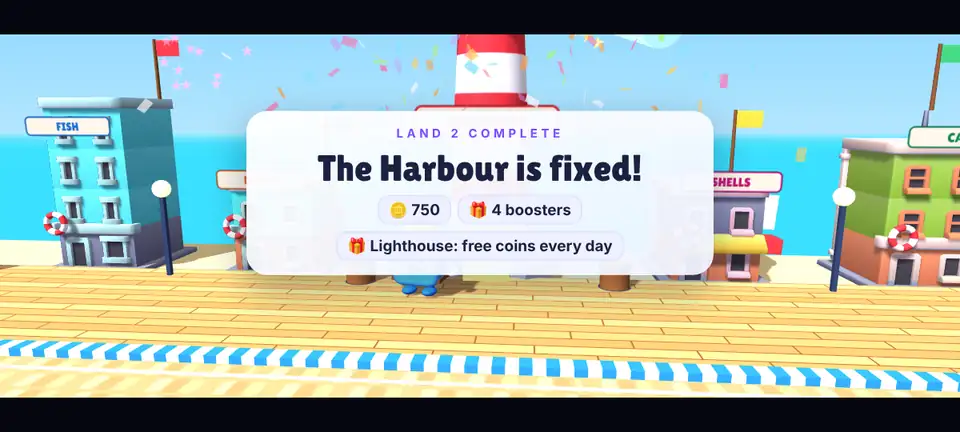 LAND 2 COMPLETE
The Harbour is fixed!
750
4 boosters
Lighthouse: free coins every day
FISH
SHELLS